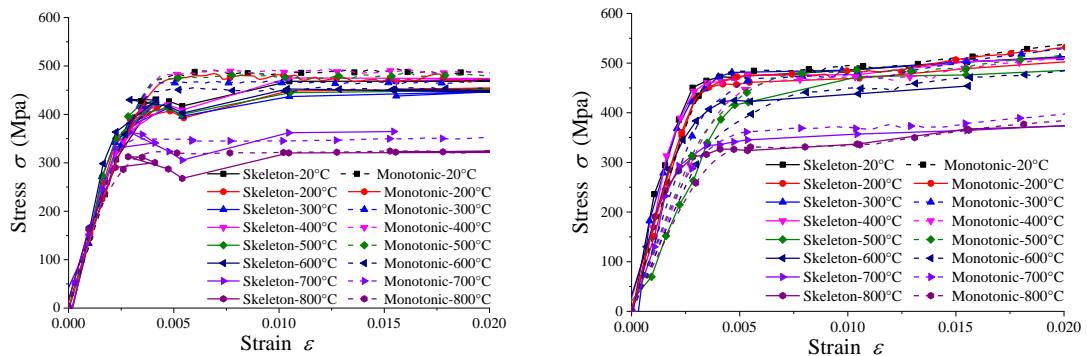 600
500
400
300
200
100
0
Stress σ (Mpa)
Skeleton-20°C Monotonic-20°C
Skeleton-200°C Monotonic-200°C
Skeleton-300°C Monotonic-300°C
Skeleton-400°C Monotonic-400°C
Skeleton-500°C Monotonic-500°C
Skeleton-600°C Monotonic-600°C
Skeleton-700°C Monotonic-700°C
Skeleton-800°C Monotonic-800°C
0.000 0.005 0.010 0.015 0.020
Strain ε
600
500
400
300
200
100
0
Stress σ (Mpa)
Skeleton-20°C Monotonic-20°C
Skeleton-200°C Monotonic-200°C
Skeleton-300°C Monotonic-300°C
Skeleton-400°C Monotonic-400°C
Skeleton-500°C Monotonic-500°C
Skeleton-600°C Monotonic-600°C
Skeleton-700°C Monotonic-700°C
Skeleton-800°C Monotonic-800°C
0.000 0.005 0.010 0.015 0.020
Strain ε